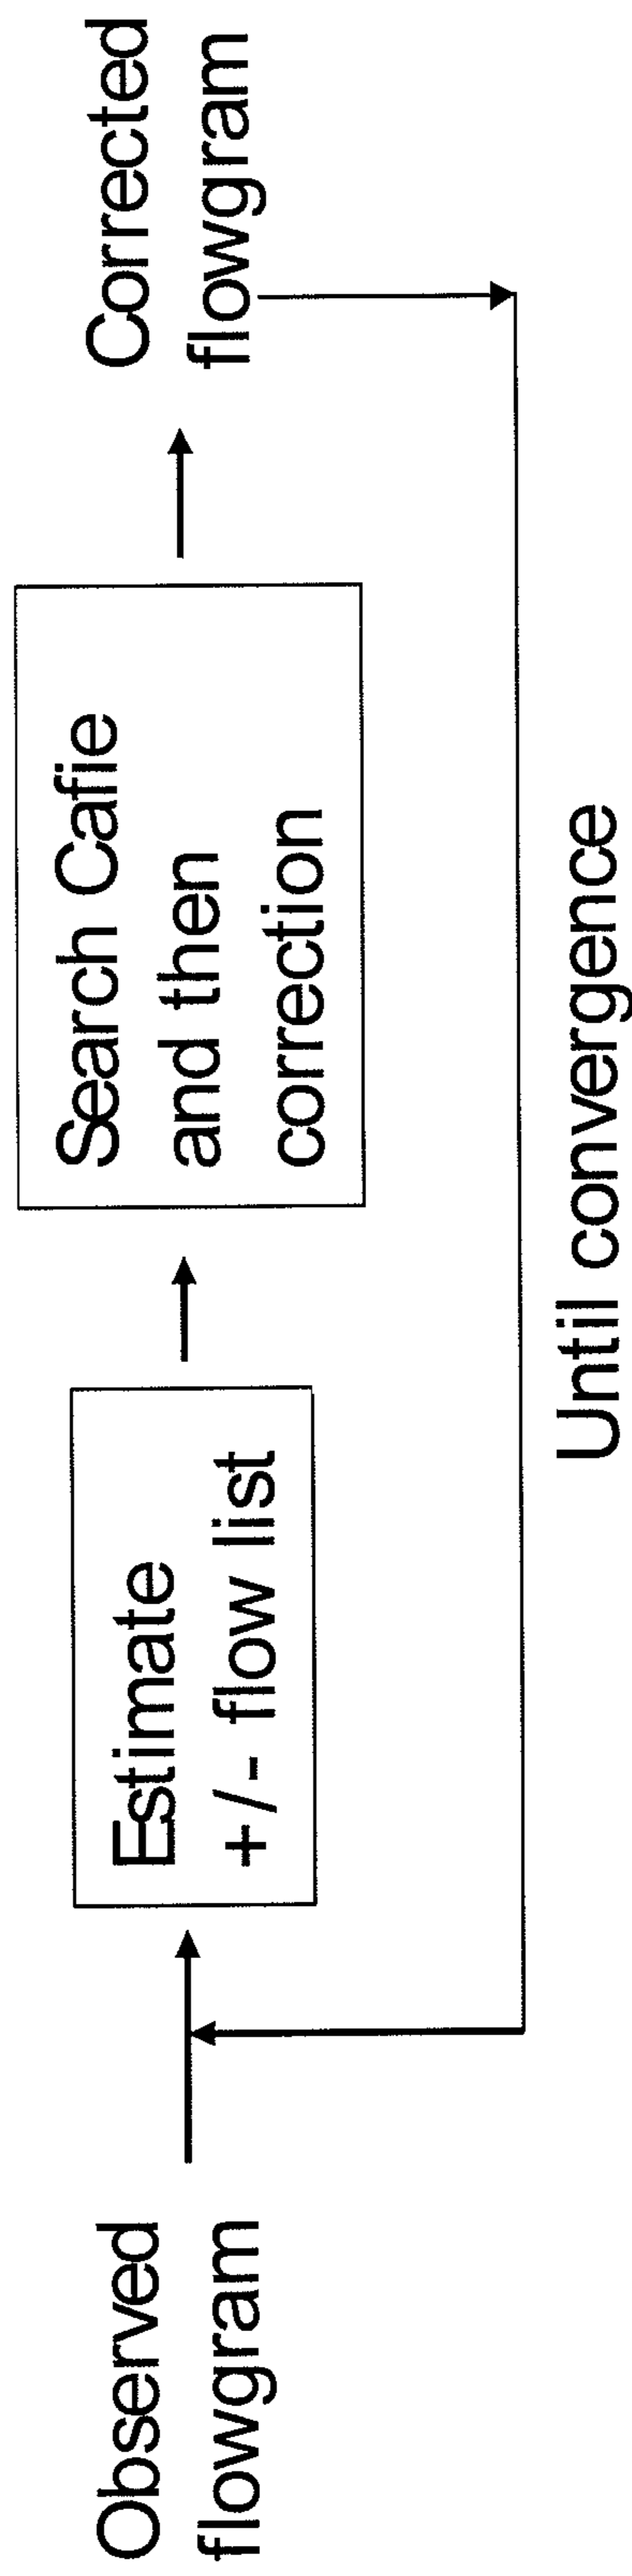 Observed
flowgram
Estimate
+/- flow list
Search Cafie
and then
correction
Corrected
flowgram
Until convergence